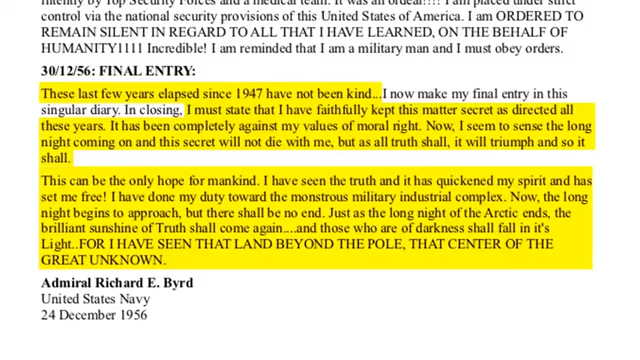 intently by Top Security Forces and a medical team. It was an ordeal!!!! I am placed under strict
control via the national security provisions of this United States of America. I am ORDERED TO
REMAIN SILENT IN REGARD TO ALL THAT I HAVE LEARNED, ON THE BEHALF OF
HUMANITY1111 Incredible! I am reminded that I am a military man and I must obey orders.
30/12/56: FINAL ENTRY:
These last few years elapsed since 1947 have not been kind...I now make my final entry in this
singular diary. In closing, I must state that I have faithfully kept this matter secret as directed all
these years. It has been completely against my values of moral right. Now, I seem to sense the long
night coming on and this secret will not die with me, but as all truth shall, it will triumph and so it
shall.
This can be the only hope for mankind. I have seen the truth and it has quickened my spirit and has
set me free! I have done my duty toward the monstrous military industrial complex. Now, the long
night begins to approach, but there shall be no end. Just as the long night of the Arctic ends, the
brilliant sunshine of Truth shall come again....and those who are of darkness shall fall in it's
Light..FOR I HAVE SEEN THAT LAND BEYOND THE POLE, THAT CENTER OF THE
GREAT UNKNOWN.
Admiral Richard E. Byrd
United States Navy
24 December 1956